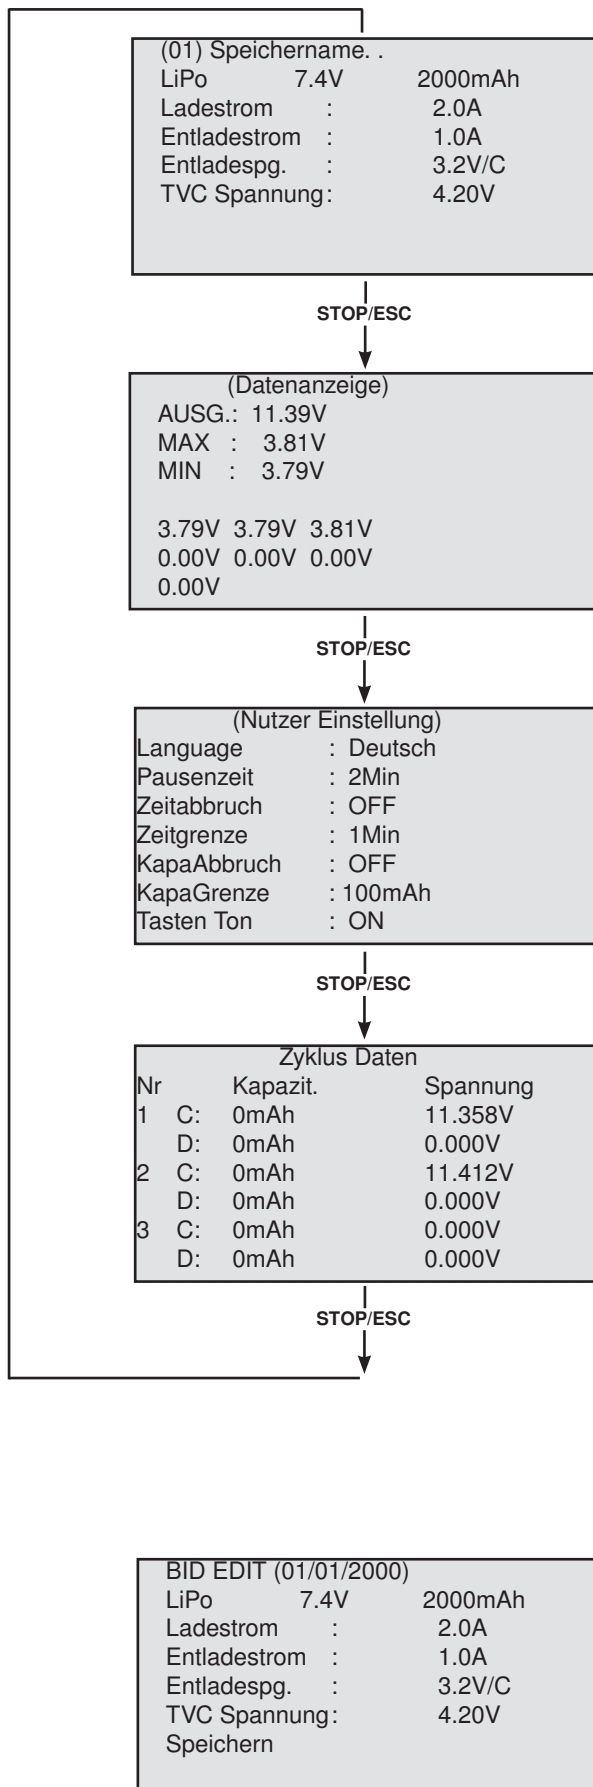 (01) Speichername. .
LiPo 7.4V 2000mAh
Ladestrom : 2.0A
Entladestrom : 1.0A
Entladespg. : 3.2V/C
TVC Spannung: 4.20V
STOP/ESC
(Datenanzeige)
AUSG.: 11.39V
MAX : 3.81V
MIN : 3.79V
3.79V 3.79V 3.81V
0.00V 0.00V 0.00V
0.00V
STOP/ESC
(Nutzer Einstellung)
Language : Deutsch
Pausenzeit : 2Min
Zeitabbruch : OFF
Zeitgrenze : 1Min
KapaAbbruch : OFF
KapaGrenze : 100mAh
Tasten Ton : ON
STOP/ESC
Zyklus Daten
Nr Kapazit. Spannung
1 C: 0mAh 11.358V
D: 0mAh 0.000V
2 C: 0mAh 11.412V
D: 0mAh 0.000V
3 C: 0mAh 0.000V
D: 0mAh 0.000V
STOP/ESC
BID EDIT (01/01/2000)
LiPo 7.4V 2000mAh
Ladestrom : 2.0A
Entladestrom : 1.0A
Entladespg. : 3.2V/C
TVC Spannung: 4.20V
Speichern